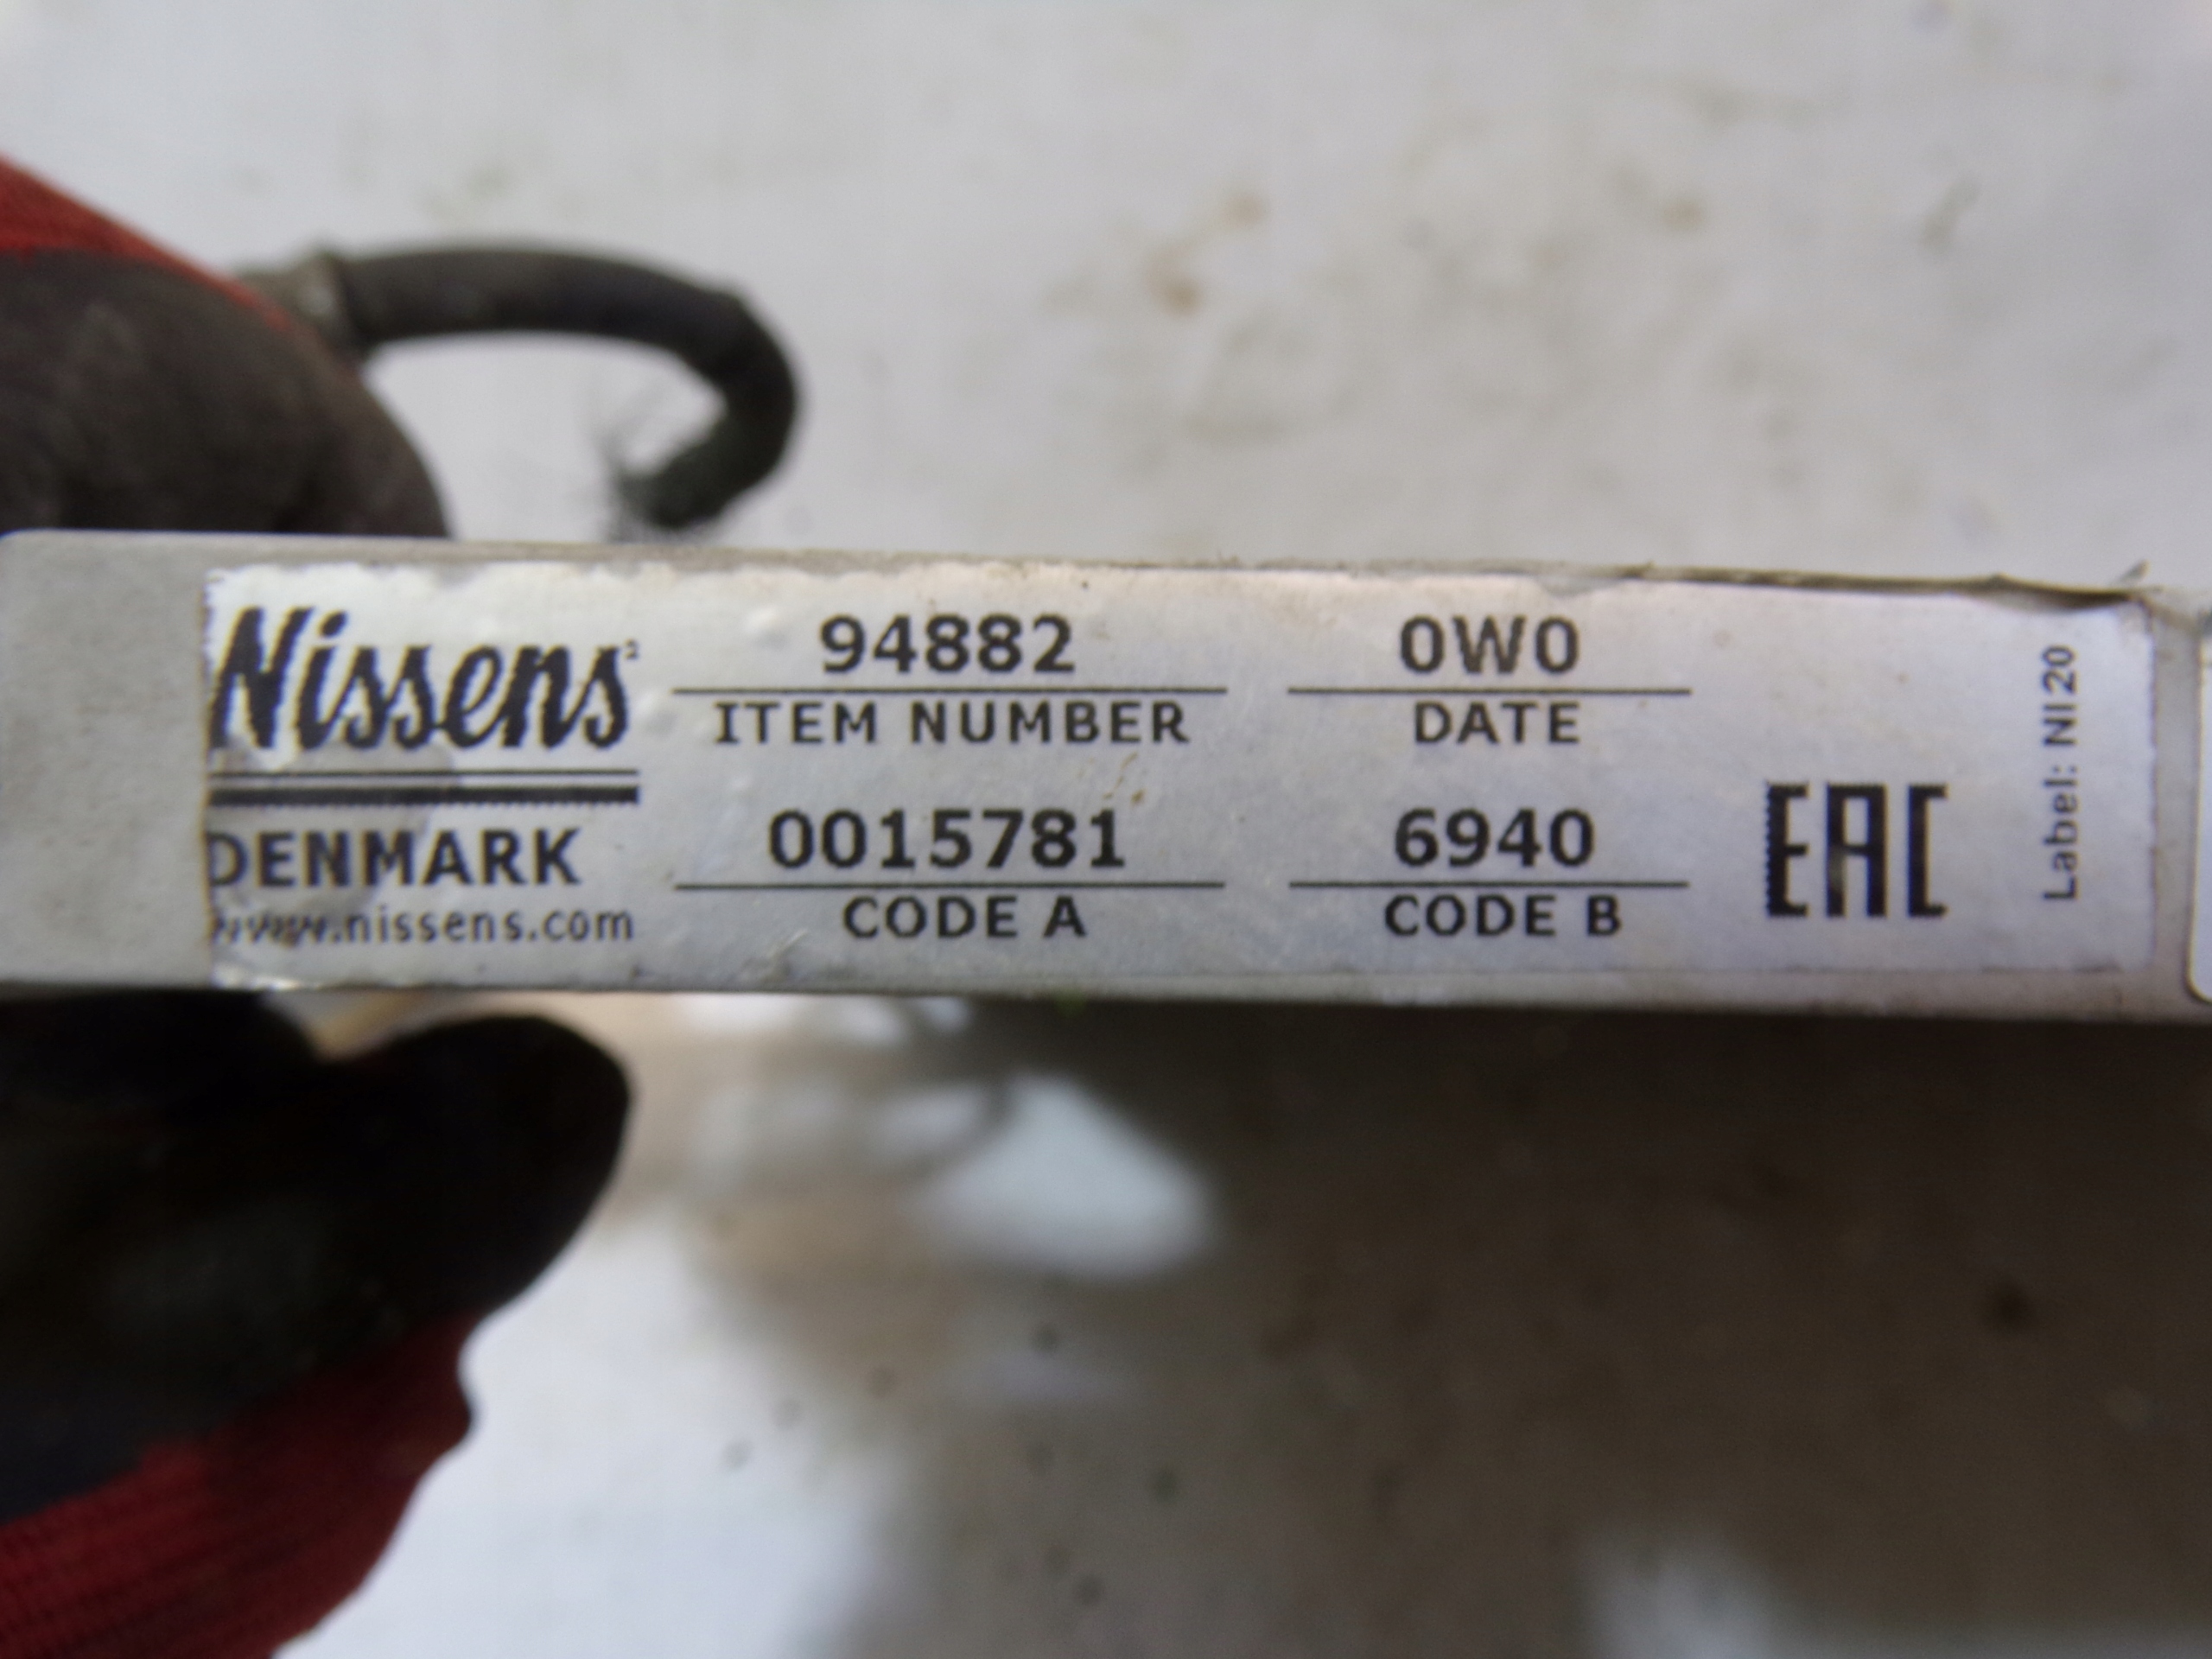 Nissens
DENMARK
www.nissens.com
94882
ITEM NUMBER
0W0
DATE
0015781
CODE A
6940
CODE B
EAC
Label: NI20